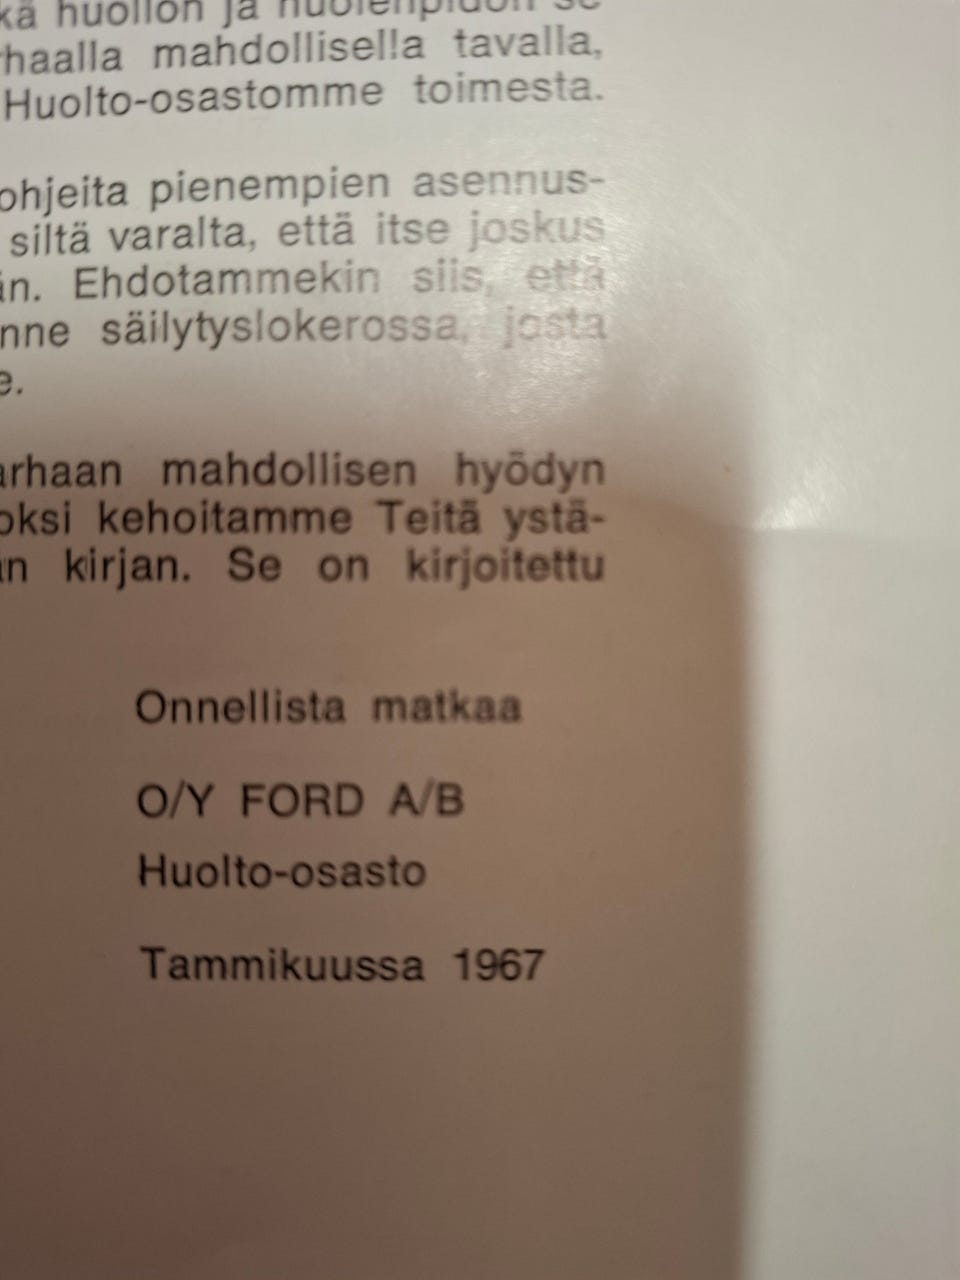 huollon ja huolenpidon se
mahdollisella tavalla,
Huolto-osastomme toimesta.
ohjeita pienempien asennus-
siltä varalta, että itse joskus
Ehdotammekin siis, että
säilytyslokerossa, josta
mahdollisen hyödyn
kehoitamme Teitä ystä-
kirjan. Se on kirjoitettu
Onnellista matkaa
O/Y FORD A/B
Huolto-osasto
Tammikuussa 1967